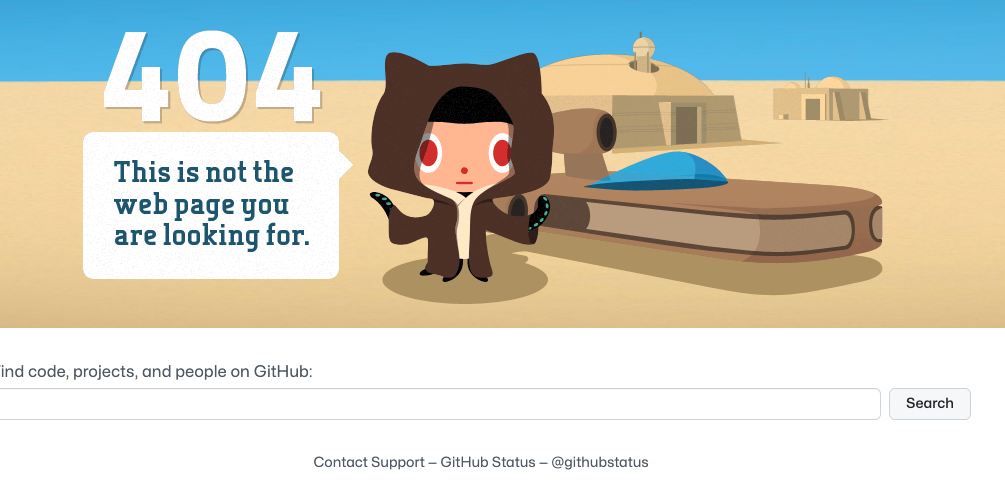 404
This is not the
web page you
are looking for.
find code, projects, and people on GitHub:
Search
Contact Support — GitHub Status — @githubstatus